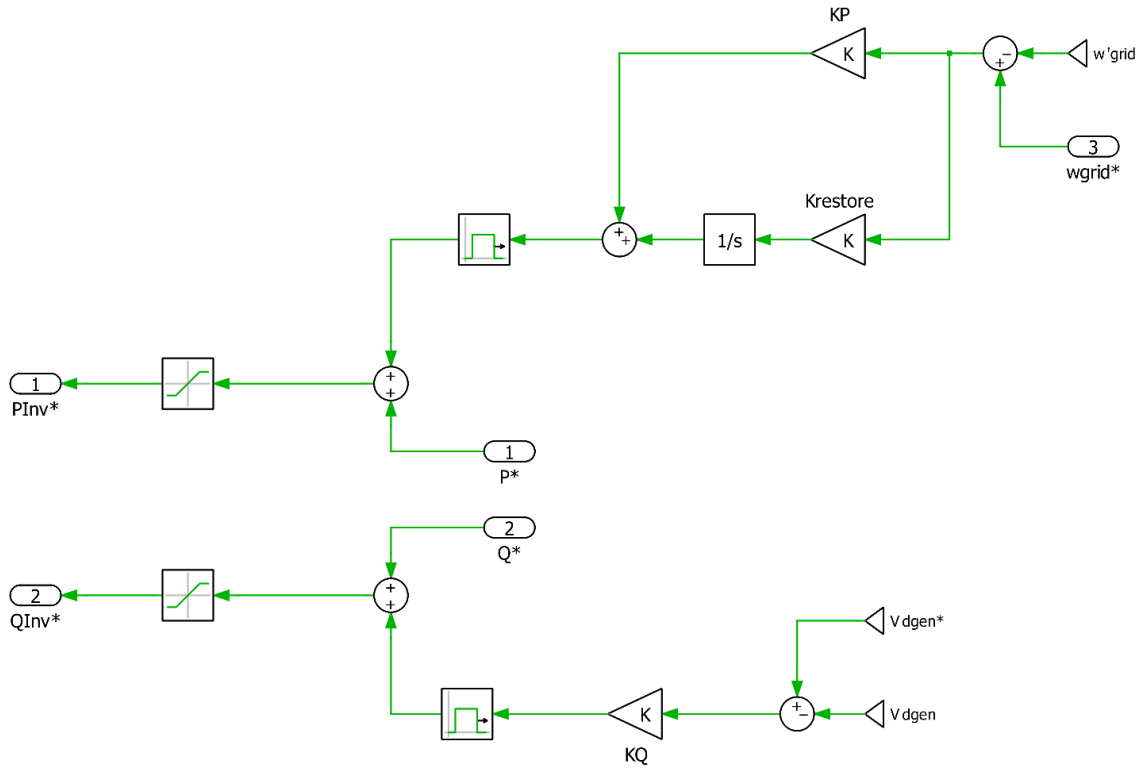 KP
K
−
+
w'grid
3
wgrid*
Krestore
+
+
1/s
K
1
PInv*
+
+
1
P*
2
Q*
2
QInv*
+
+
Vdgen*
+
−
K
Vdgen
KQ